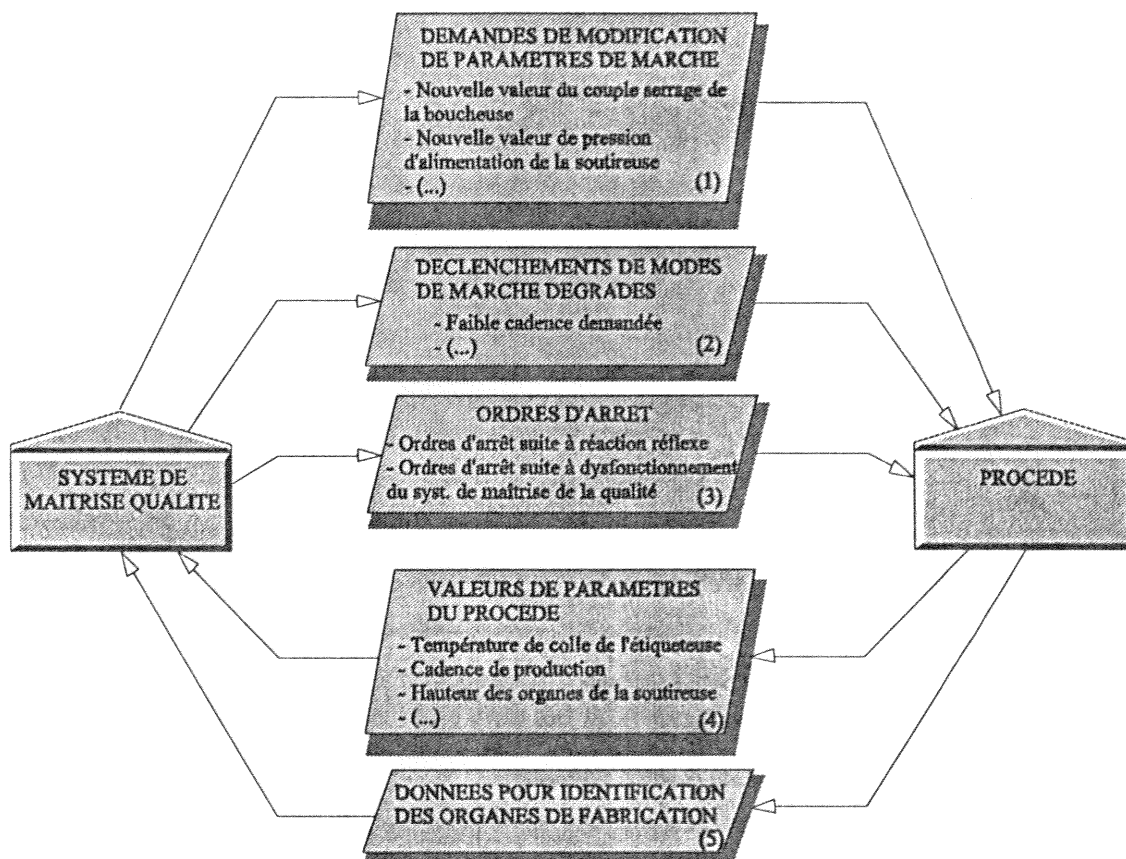 DEMANDES DE MODIFICATION
DE PARAMETRES DE MARCHE
- Nouvelle valeur du couple serrage de
la boucheuse
- Nouvelle valeur de pression
d'alimentation de la soutireuse
- (...)
(1)
DECLENCHEMENTS DE MODES
DE MARCHE DEGRADES
- Faible cadence demandée
- (...)
(2)
ORDRES D'ARRET
- Ordres d'arrêt suite à réaction réflexe
- Ordres d'arrêt suite à dysfonctionnement
du syst. de maîtrise de la qualité
(3)
SYSTEME DE
MAITRISE QUALITE
PROCEDE
VALEURS DE PARAMETRES
DU PROCEDE
- Température de colle de l'étiqueteuse
- Cadence de production
- Hauteur des organes de la soutireuse
- (...)
(4)
DONNEES POUR IDENTIFICATION
DES ORGANES DE FABRICATION
(5)